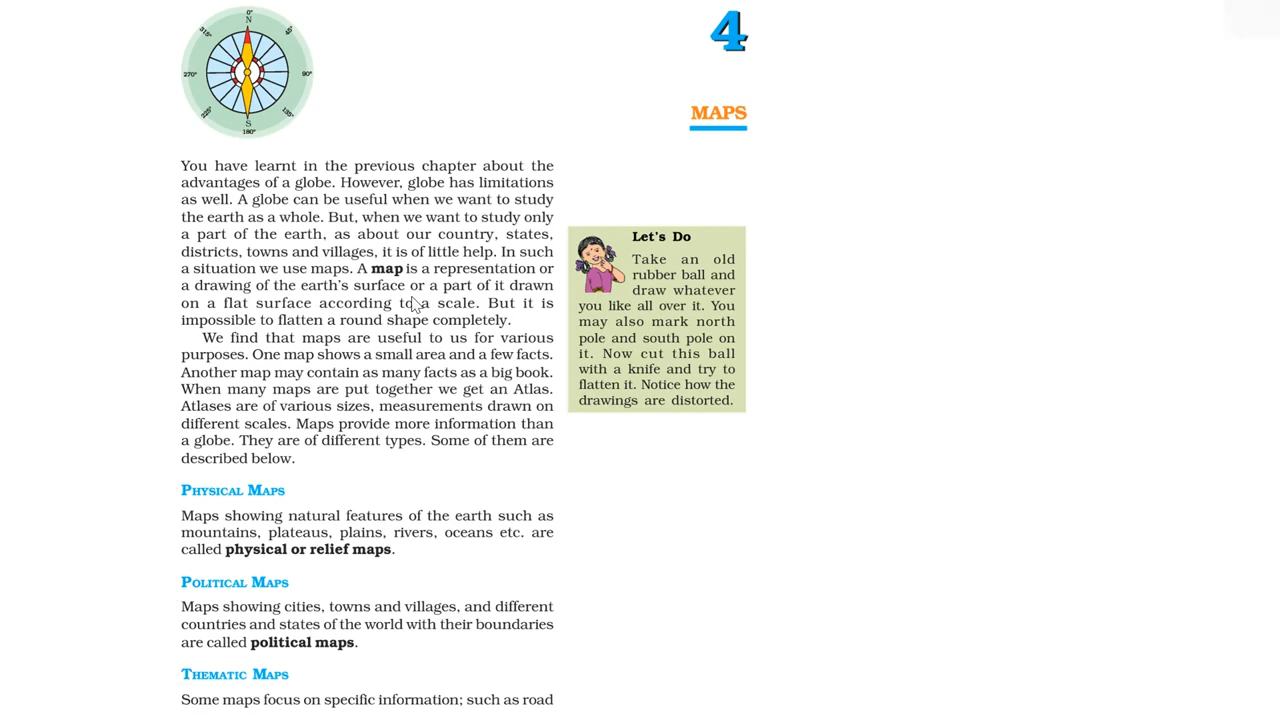 0°
N
315°
45°
270°
90°
225°
135°
S
180°
4
MAPS
You have learnt in the previous chapter about the
advantages of a globe. However, globe has limitations
as well. A globe can be useful when we want to study
the earth as a whole. But, when we want to study only
a part of the earth, as about our country, states,
districts, towns and villages, it is of little help. In such
a situation we use maps. A map is a representation or
a drawing of the earth's surface or a part of it drawn
on a flat surface according to a scale. But it is
impossible to flatten a round shape completely.
We find that maps are useful to us for various
purposes. One map shows a small area and a few facts.
Another map may contain as many facts as a big book.
When many maps are put together we get an Atlas.
Atlases are of various sizes, measurements drawn on
different scales. Maps provide more information than
a globe. They are of different types. Some of them are
described below.
Let's Do
Take an old
rubber ball and
draw whatever
you like all over it. You
may also mark north
pole and south pole on
it. Now cut this ball
with a knife and try to
flatten it. Notice how the
drawings are distorted.
Physical Maps
Maps showing natural features of the earth such as
mountains, plateaus, plains, rivers, oceans etc. are
called physical or relief maps.
Political Maps
Maps showing cities, towns and villages, and different
countries and states of the world with their boundaries
are called political maps.
Thematic Maps
Some maps focus on specific information; such as road